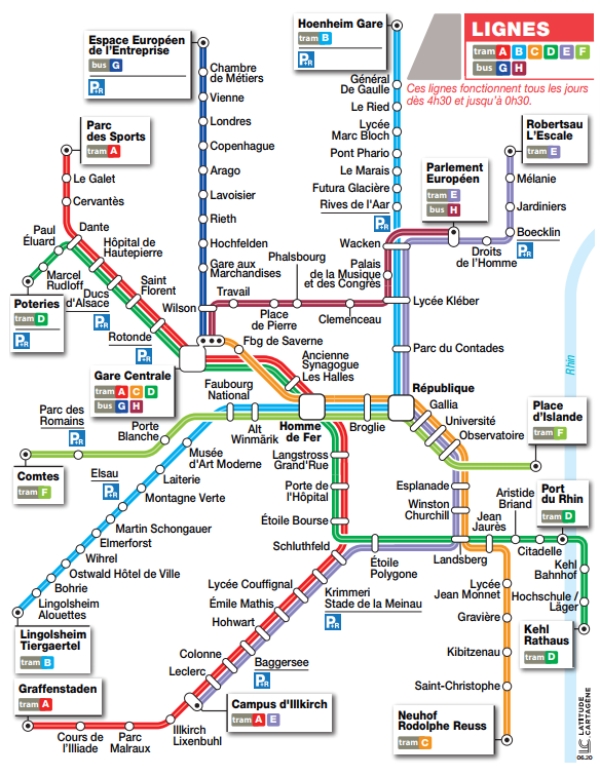 LIGNES
tram A B C D E F
bus G H
Ces lignes fonctionnent tous les jours
dès 4h30 et jusqu'à 0h30.
Espace Européen
de l'Entreprise
bus G
P+R
Chambre
de Métiers
Vienne
Londres
Copenhague
Arago
Lavoisier
Rieth
Hochfelden
Gare aux
Marchandises
Wilson
Hoenheim Gare
tram B
P+R
Général
De Gaulle
Le Ried
Lycée
Marc Bloch
Pont Phario
Le Marais
Futura Glacière
Rives de l'Aar
P+R
Wacken
Palais
de la Musique
et des Congrès
Lycée Kléber
Parc du Contades
Parlement
Européen
tram E
bus H
Robertsau
L'Escale
tram E
Mélanie
Jardiniers
Boecklin
P+R
Droits
de l'Homme
Parc
des Sports
tram A
Le Galet
Cervantès
Dante
Paul
Éluard
Marcel
Rudloff
Poteries
tram D
P+R
Hôpital de
Hautepierre
Ducs
d'Alsace
P+R
Saint
Florent
Rotonde
P+R
Gare Centrale
tram A C D
bus G H
Travail
Phalsbourg
Place
de Pierre
Clemenceau
Fbg de Saverne
Ancienne
Synagogue
Les Halles
Faubourg
National
Alt
Winmärik
Homme
de Fer
Broglie
République
Gallia
Université
Observatoire
Place
d'Islande
tram F
Parc des
Romains
P+R
Porte
Blanche
Comtes
tram F
Musée
d'Art Moderne
Laiterie
Montagne Verte
Elsau
P+R
Martin Schongauer
Elmerforst
Wihrel
Ostwald Hôtel de Ville
Bohrie
Lingolsheim
Alouettes
Lingolsheim
Tiergaertel
tram B
Langstross
Grand'Rue
Porte de
l'Hôpital
Étoile Bourse
Schluthfeld
Étoile
Polygone
Landsberg
Esplanade
Winston
Churchill
Jean
Jaurès
Aristide
Briand
Citadelle
Port
du Rhin
tram D
Kehl
Bahnhof
Hochschule /
Läger
Kehl
Rathaus
tram D
Lycée
Jean Monnet
Gravière
Kibitzenau
Saint-Christophe
Neuhof
Rodolphe Reuss
tram C
Krimmeri
Stade de la Meinau
P+R
Lycée Couffignal
Émile Mathis
Hohwart
Baggersee
P+R
Colonne
Leclerc
Campus d'Illkirch
tram A E
Illkirch
Lixenbuhl
Parc
Malraux
Cours de
l'Illiade
Graffenstaden
tram A
Rhin
LATITUDE
CARTAGÈNE
06.20